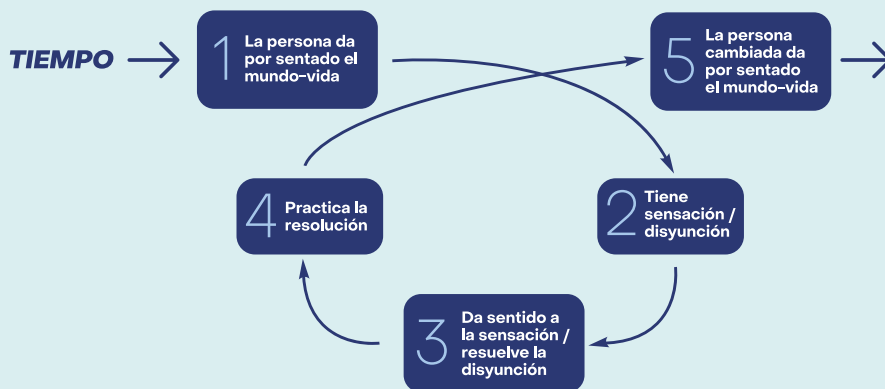 TIEMPO
1
La persona da
por sentado el
mundo-vida
2
Tiene
sensación /
disyunción
3
Da sentido a
la sensación /
resuelve la
disyunción
4
Practica la
resolución
5
La persona
cambiada da
por sentado
el mundo-vida